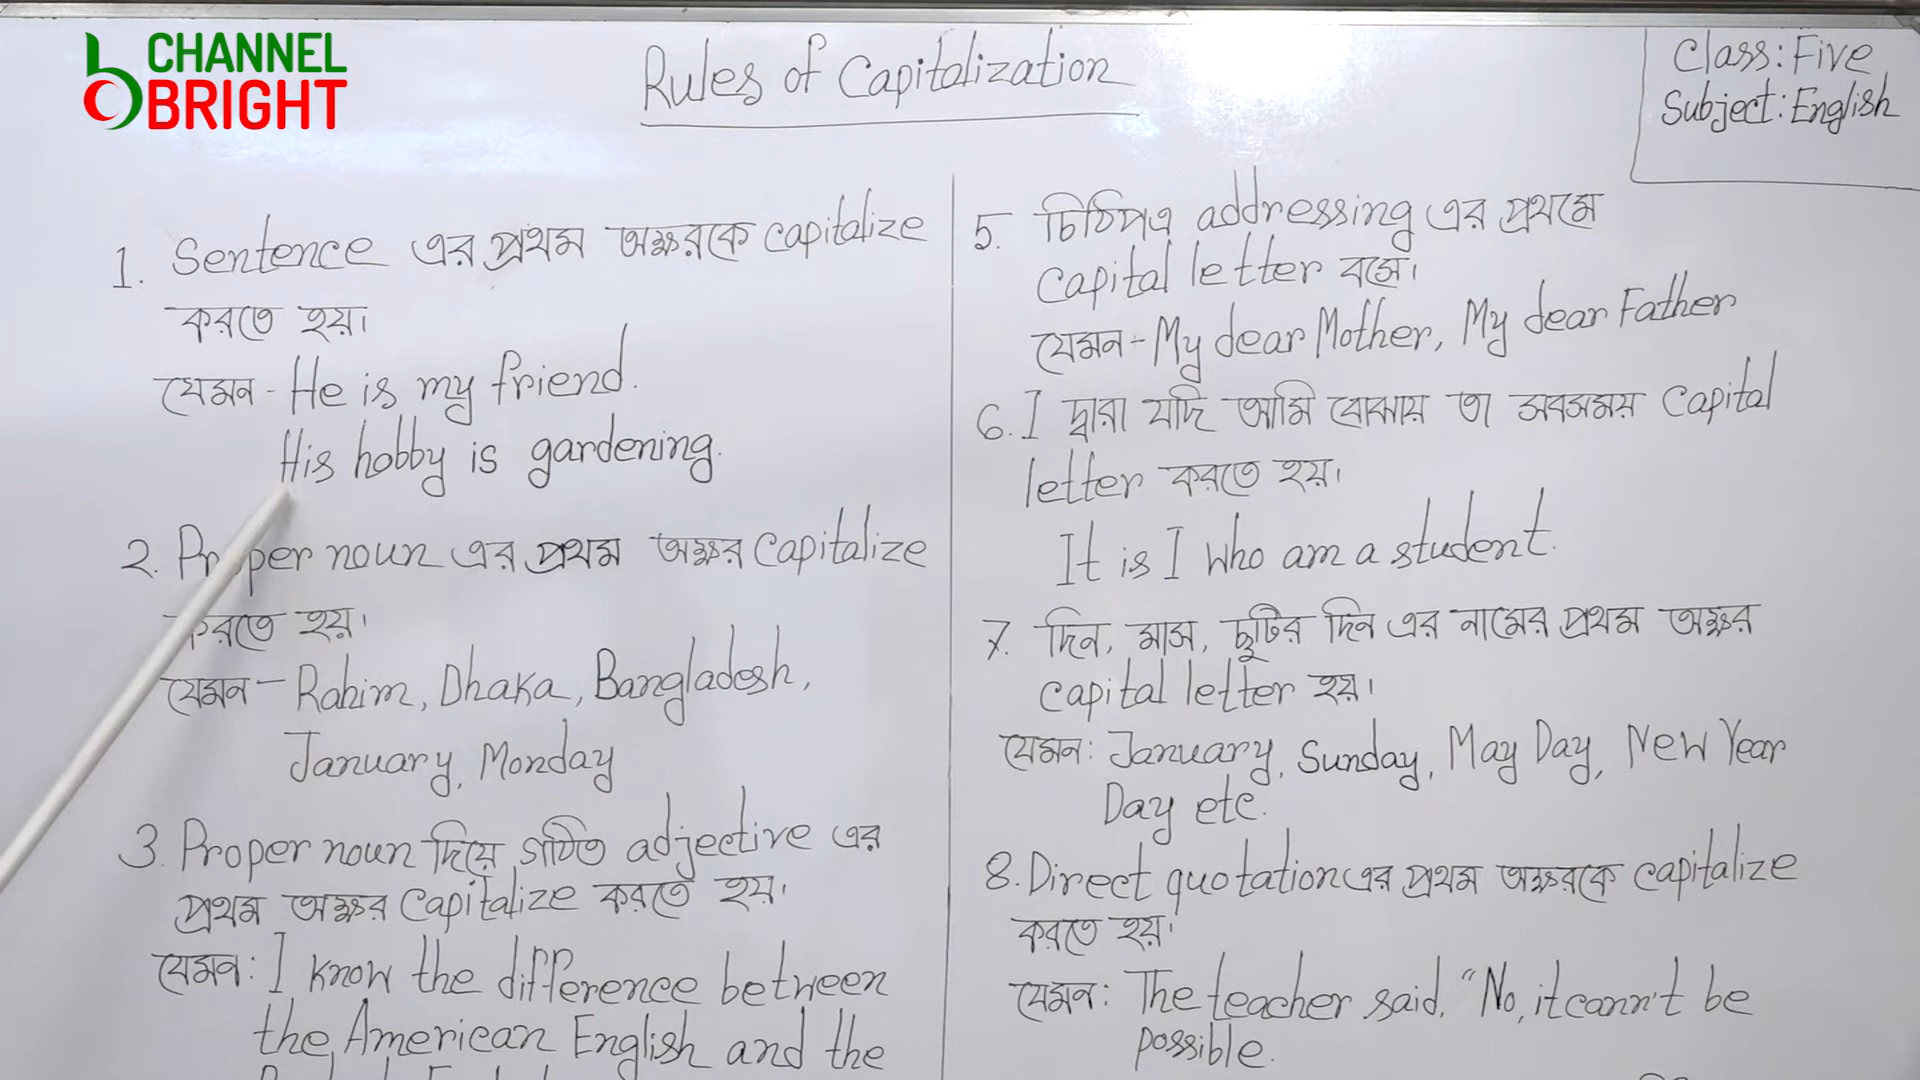 CHANNEL
BRIGHT
Rules of Capitalization
Class: Five
Subject: English
1. Sentence এর প্রথম অক্ষরকে capitalize
করতে হয়।
যেমন - He is my friend.
His hobby is gardening.
2. Proper noun এর প্রথম অক্ষর capitalize
করতে হয়।
যেমন - Rahim, Dhaka, Bangladesh,
January, Monday
3. Proper noun দিয়ে গঠিত adjective এর
প্রথম অক্ষর capitalize করতে হয়।
যেমন: I know the difference between
the American English and the
5. চিঠিপত্র addressing এর প্রথমে
capital letter বসে।
যেমন - My dear Mother, My dear Father
6. I দ্বারা যদি আমি বোঝায় তা সবসময় capital
letter করতে হয়।
It is I who am a student.
7. দিন, মাস, ছুটির দিন এর নামের প্রথম অক্ষর
capital letter হয়।
যেমন: January, Sunday, May Day, New Year
Day etc.
8. Direct quotation এর প্রথম অক্ষরকে capitalize
করতে হয়।
যেমন: The teacher said, "No, it cann't be
possible.